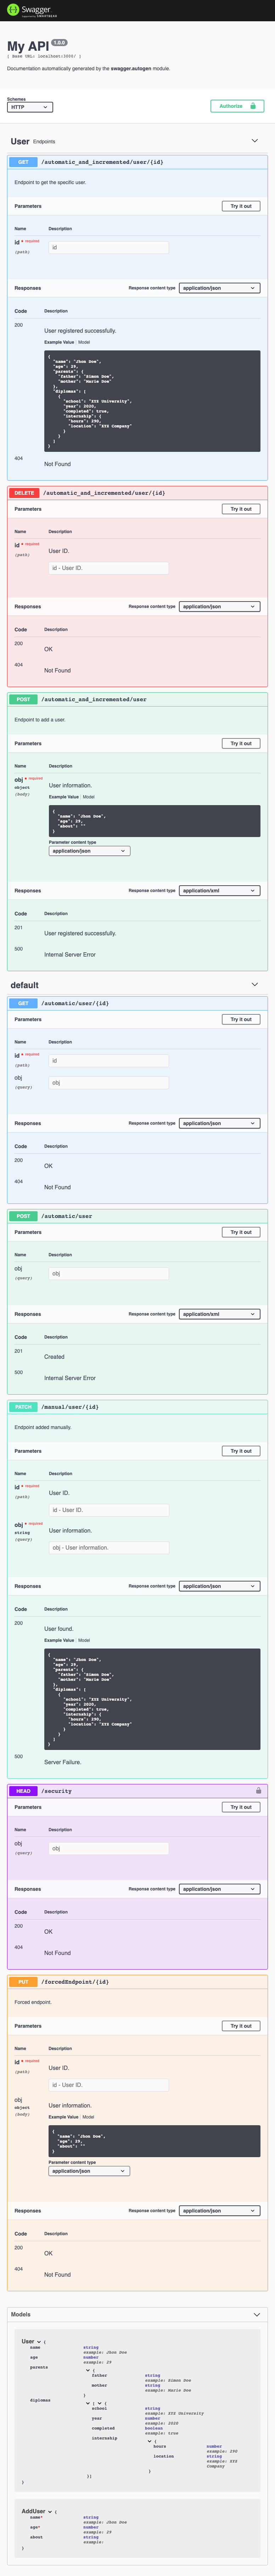 Swagger.
Supported by SMARTBEAR
My API 1.0.0
[ Base URL: localhost:3000/ ]
Documentation automatically generated by the swagger-autogen module.
Schemes
HTTP
Authorize
User Endpoints
GET /automatic_and_incremented/user/{id}
Endpoint to get the specific user.
Parameters Try it out
Name Description
id * required
(path)
id
Responses Response content type application/json
Code Description
200
User registered successfully.
Example Value Model
{
"name": "Jhon Doe",
"age": 29,
"parents": {
"father": "Simon Doe",
"mother": "Marie Doe"
},
"diplomas": [
{
"school": "XYZ University",
"year": 2020,
"completed": true,
"internship": {
"hours": 290,
"location": "XYZ Company"
}
}
]
}
404
Not Found
DELETE /automatic_and_incremented/user/{id}
Parameters Try it out
Name Description
id * required
(path)
User ID.
id - User ID.
Responses Response content type application/json
Code Description
200
OK
404
Not Found
POST /automatic_and_incremented/user
Endpoint to add a user.
Parameters Try it out
Name Description
obj * required
object
(body)
User information.
Example Value Model
{
"name": "Jhon Doe",
"age": 29,
"about": ""
}
Parameter content type
application/json
Responses Response content type application/xml
Code Description
201
User registered successfully.
500
Internal Server Error
default
GET /automatic/user/{id}
Parameters Try it out
Name Description
id * required
(path)
id
obj
(query)
obj
Responses Response content type application/json
Code Description
200
OK
404
Not Found
POST /automatic/user
Parameters Try it out
Name Description
obj
(query)
obj
Responses Response content type application/xml
Code Description
201
Created
500
Internal Server Error
PATCH /manual/user/{id}
Endpoint added manually.
Parameters Try it out
Name Description
id * required
(path)
User ID.
id - User ID.
obj * required
string
(query)
User information.
obj - User information.
Responses Response content type application/json
Code Description
200
User found.
Example Value Model
{
"name": "Jhon Doe",
"age": 29,
"parents": {
"father": "Simon Doe",
"mother": "Marie Doe"
},
"diplomas": [
{
"school": "XYZ University",
"year": 2020,
"completed": true,
"internship": {
"hours": 290,
"location": "XYZ Company"
}
}
]
}
500
Server Failure.
HEAD /security
Parameters Try it out
Name Description
obj
(query)
obj
Responses Response content type application/json
Code Description
200
OK
404
Not Found
PUT /forcedEndpoint/{id}
Forced endpoint.
Parameters Try it out
Name Description
id * required
(path)
User ID.
id - User ID.
obj
object
(body)
User information.
Example Value Model
{
"name": "Jhon Doe",
"age": 29,
"about": ""
}
Parameter content type
application/json
Responses Response content type application/json
Code Description
200
OK
404
Not Found
Models
User {
name string
example: Jhon Doe
age number
example: 29
parents {
father string
example: Simon Doe
mother string
example: Marie Doe
}
diplomas [ {
school string
example: XYZ University
year number
example: 2020
completed boolean
example: true
internship {
hours number
example: 290
location string
example: XYZ
Company
}
}]
}
AddUser {
name* string
example: Jhon Doe
age* number
example: 29
about string
example:
}